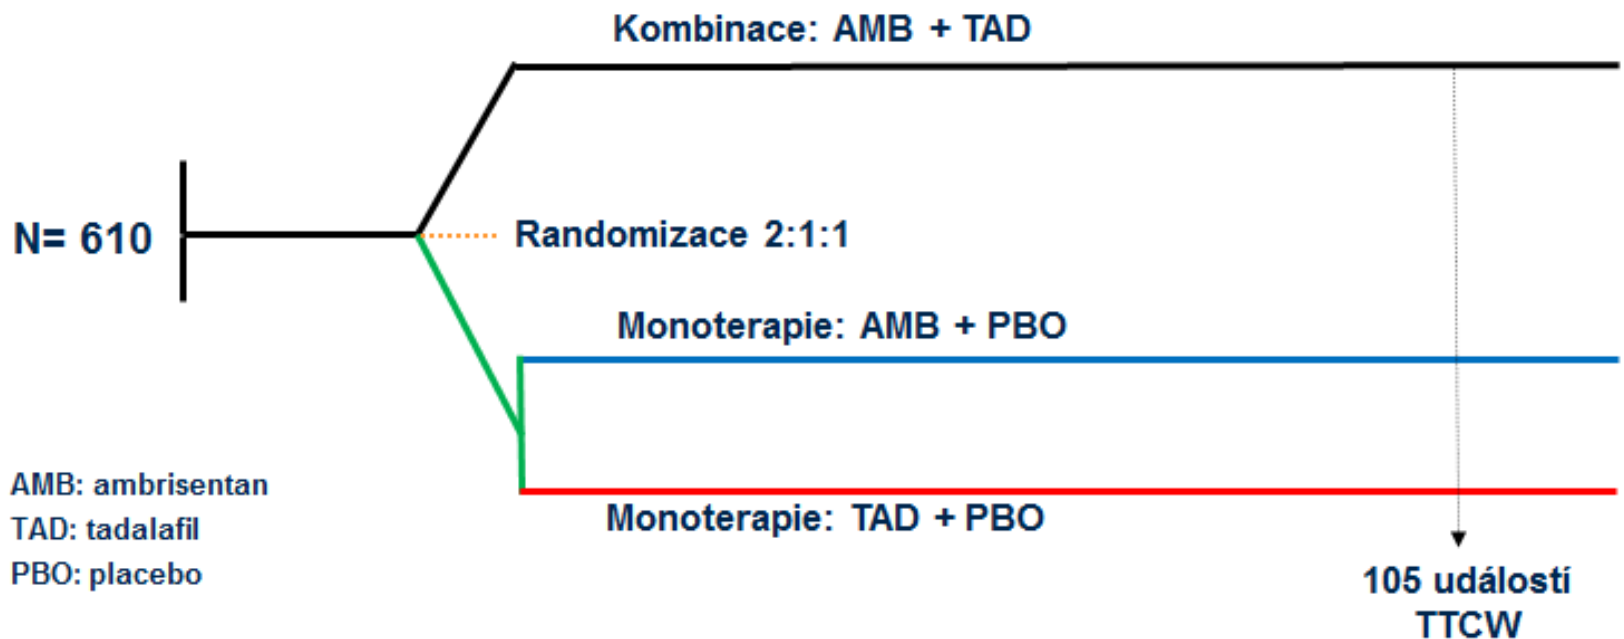 Kombinace: AMB + TAD
N= 610
Randomizace 2:1:1
Monoterapie: AMB + PBO
Monoterapie: TAD + PBO
AMB: ambrisentan
TAD: tadalafil
PBO: placebo
105 událostí
TTCW